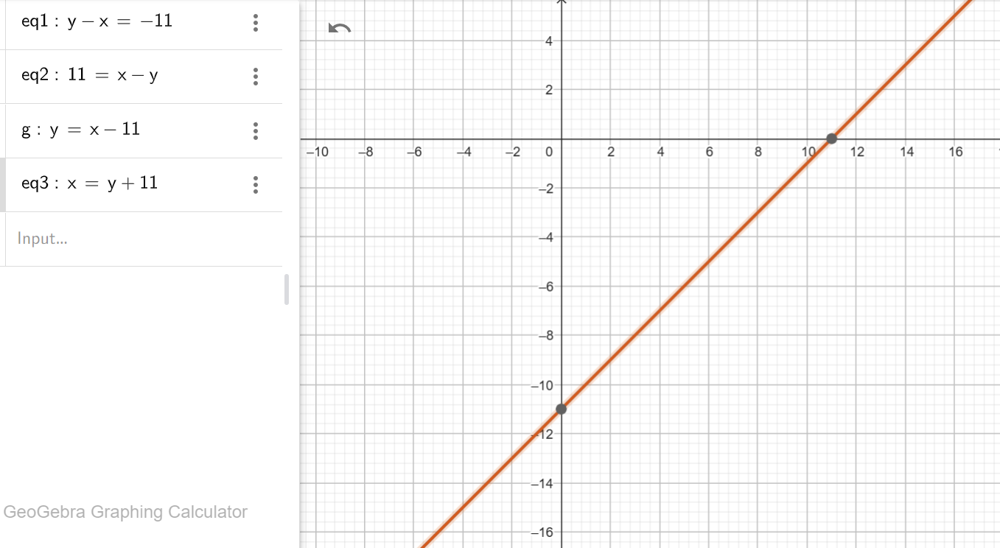 eq1 : y – x = –11
eq2 : 11 = x – y
g : y = x – 11
eq3 : x = y + 11
Input...
GeoGebra Graphing Calculator
4
2
–10 –8 –6 –4 –2 0 2 4 6 8 10 12 14 16
–2
–4
–6
–8
–10
–12
–14
–16